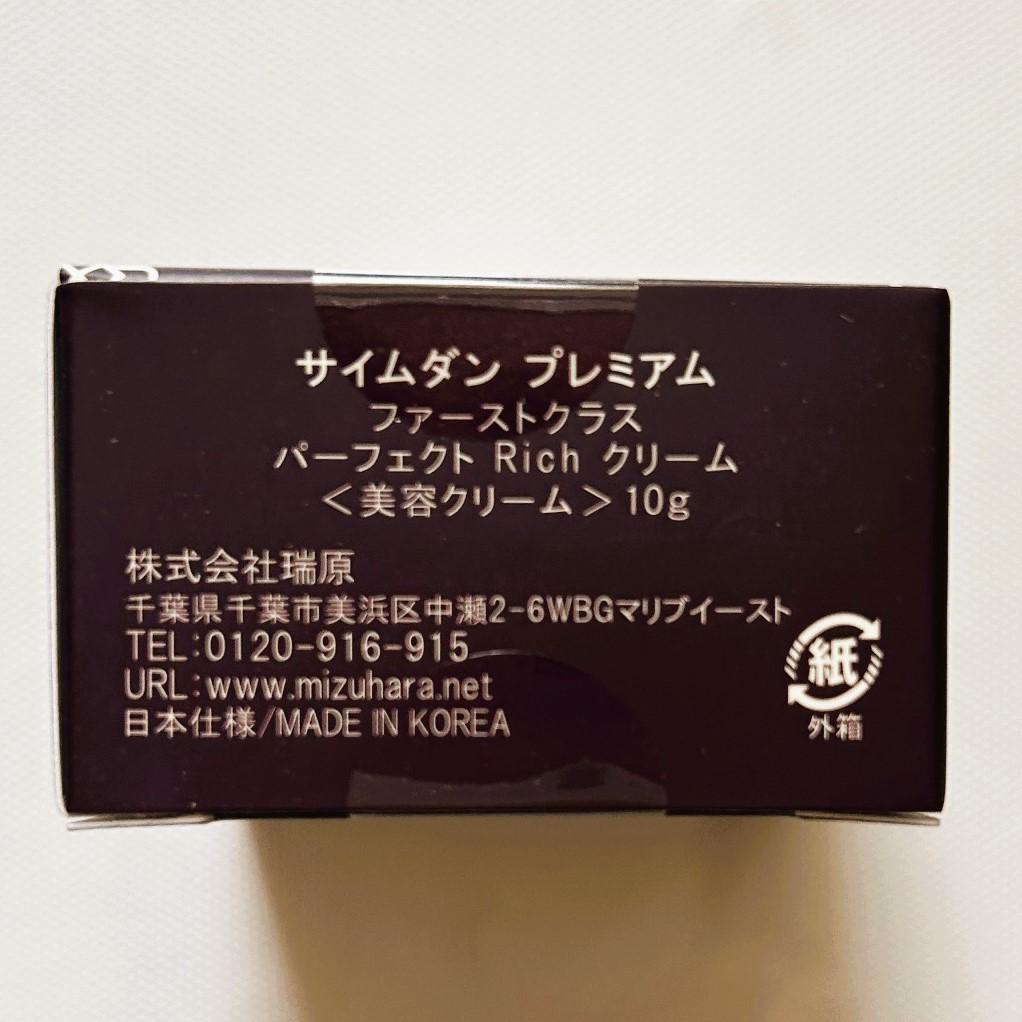 サイムダン プレミアム
ファーストクラス
パーフェクト Rich クリーム
＜美容クリーム＞10g
株式会社瑞原
千葉県千葉市美浜区中瀬2-6WBGマリブイースト
TEL:0120-916-915
URL:www.mizuhara.net
日本仕様/MADE IN KOREA
紙
外箱